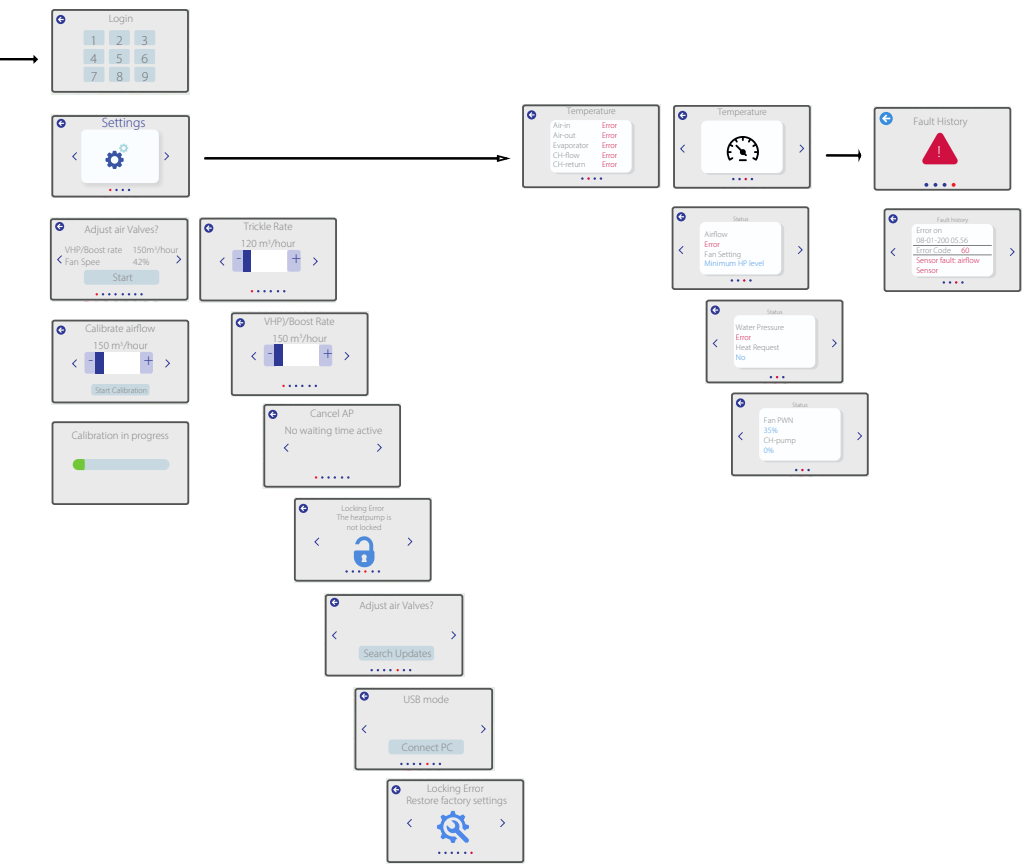 Login
1 2 3
4 5 6
7 8 9
Settings
Adjust air Valves?
VHP/Boost rate 150m³/hour
Fan Spee 42%
Start
Calibrate airflow
150 m³/hour
- +
Start Calibration
Calibration in progress
Trickle Rate
120 m³/hour
- +
VHP)/Boost Rate
150 m³/hour
- +
Cancel AP
No waiting time active
Locking Error
The heatpump is
not locked
Adjust air Valves?
Search Updates
USB mode
Connect PC
Locking Error
Restore factory settings
Temperature
Air-in Error
Air-out Error
Evaporator Error
CH-flow Error
CH-return Error
Temperature
Status
Airflow
Error
Fan Setting
Minimum HP level
Status
Water Pressure
Error
Heat Request
No
Status
Fan PWN
35%
CH-pump
0%
Fault History
!
Fault History
Error on
08-01-200 05.56
Error Code 60
Sensor fault: airflow
Sensor